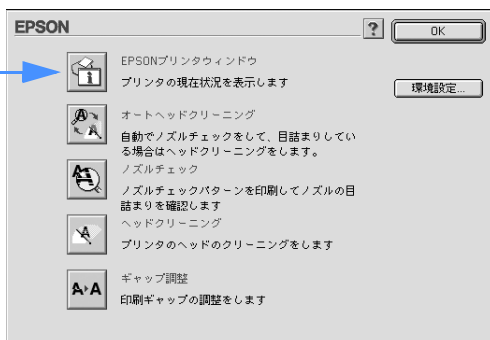 EPSON
?
OK
EPSONプリンタウィンドウ
プリンタの現在状況を表示します
環境設定...
オートヘッドクリーニング
自動でノズルチェックをして、目詰まりしてい
る場合はヘッドクリーニングをします。
ノズルチェック
ノズルチェックパターンを印刷してノズルの目
詰まりを確認します
ヘッドクリーニング
プリンタのヘッドのクリーニングをします
A▸A
ギャップ調整
印刷ギャップの調整をします